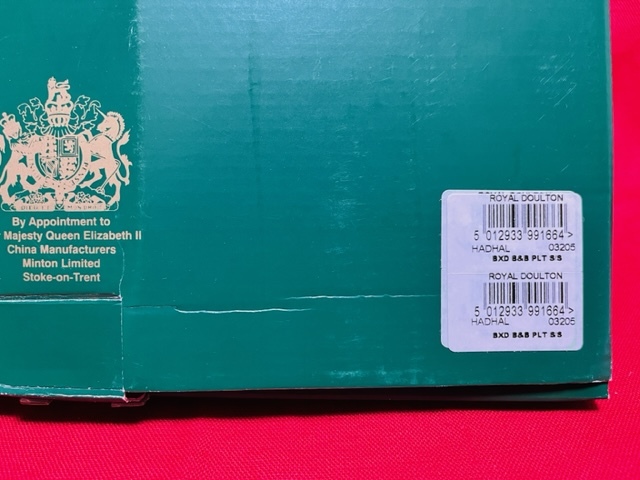 By Appointment to
Majesty Queen Elizabeth II
China Manufacturers
Minton Limited
Stoke-on-Trent
ROYAL DOULTON
5 012933 991664 >
HADHAL 03205
BXD B&B PLT S/S
ROYAL DOULTON
5 012933 991664 >
HADHAL 03205
BXD B&B PLT S/S